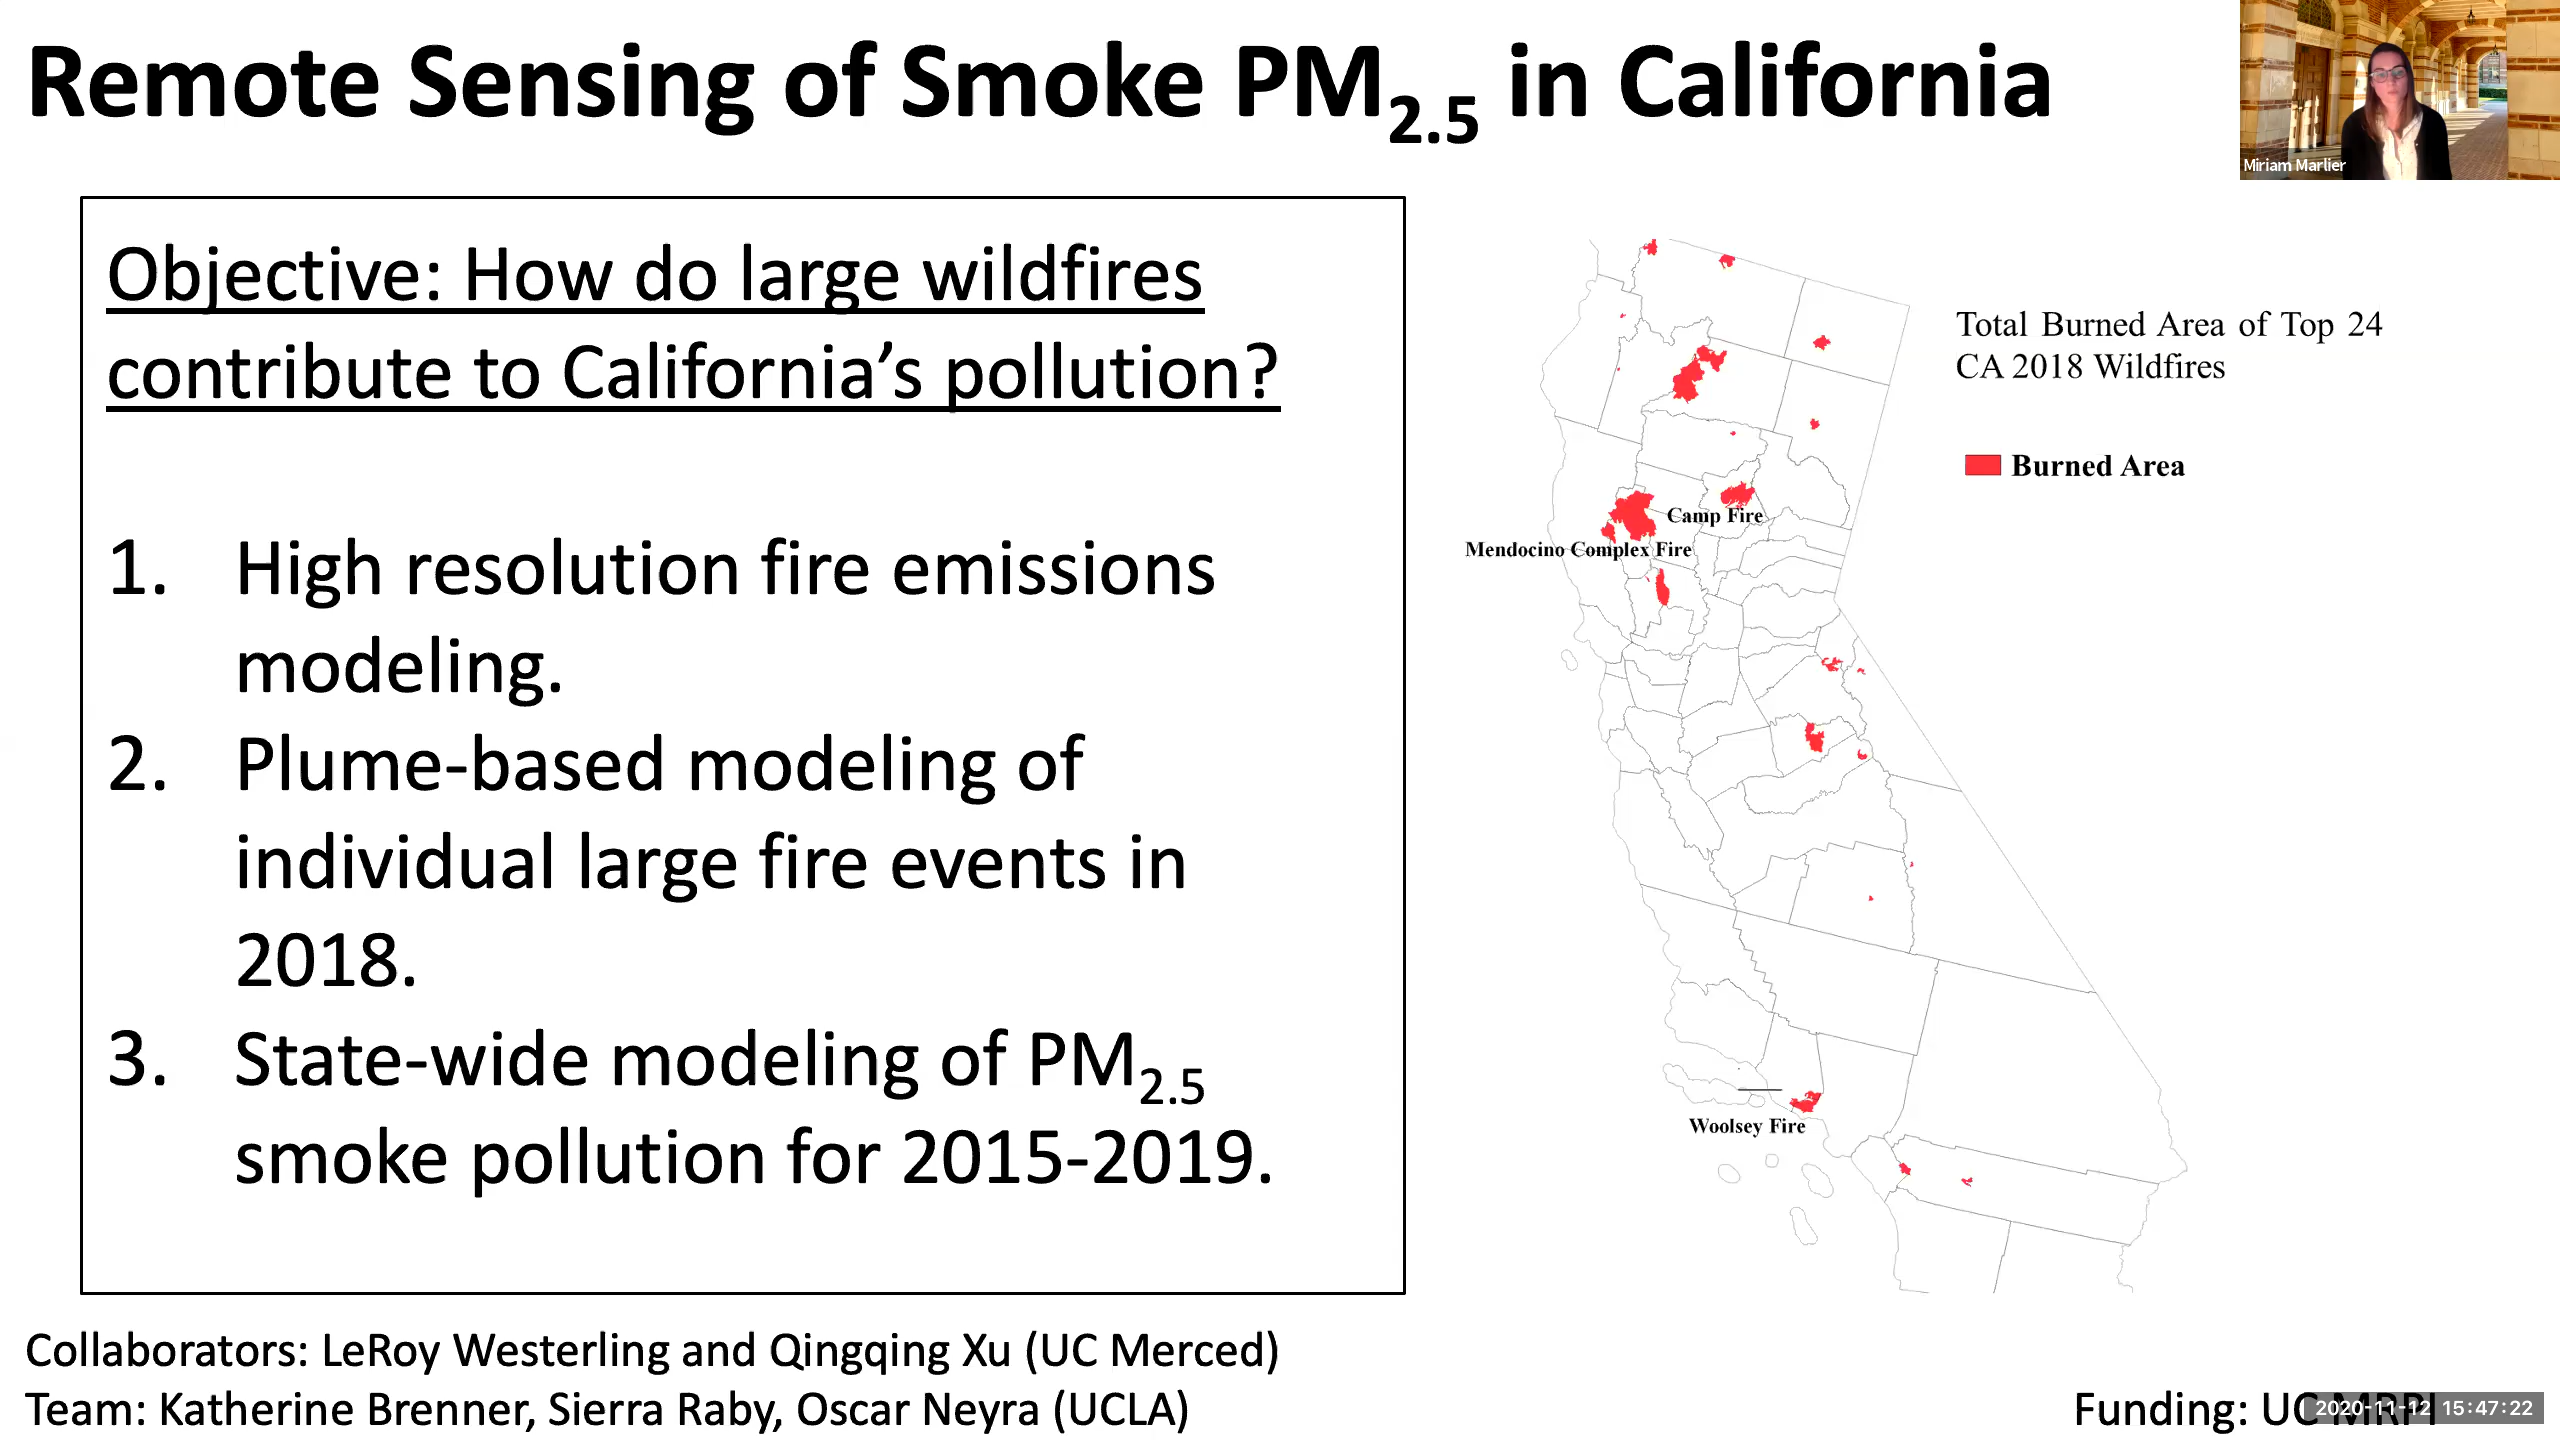 Remote Sensing of Smoke PM2.5 in California
Miriam Marlier
Objective: How do large wildfires
contribute to California’s pollution?
1. High resolution fire emissions
modeling.
2. Plume-based modeling of
individual large fire events in
2018.
3. State-wide modeling of PM2.5
smoke pollution for 2015-2019.
Total Burned Area of Top 24
CA 2018 Wildfires
Burned Area
Camp Fire
Mendocino Complex Fire
Woolsey Fire
Collaborators: LeRoy Westerling and Qingqing Xu (UC Merced)
Team: Katherine Brenner, Sierra Raby, Oscar Neyra (UCLA)
Funding: UC MRPI
2020-11-12 15:47:22